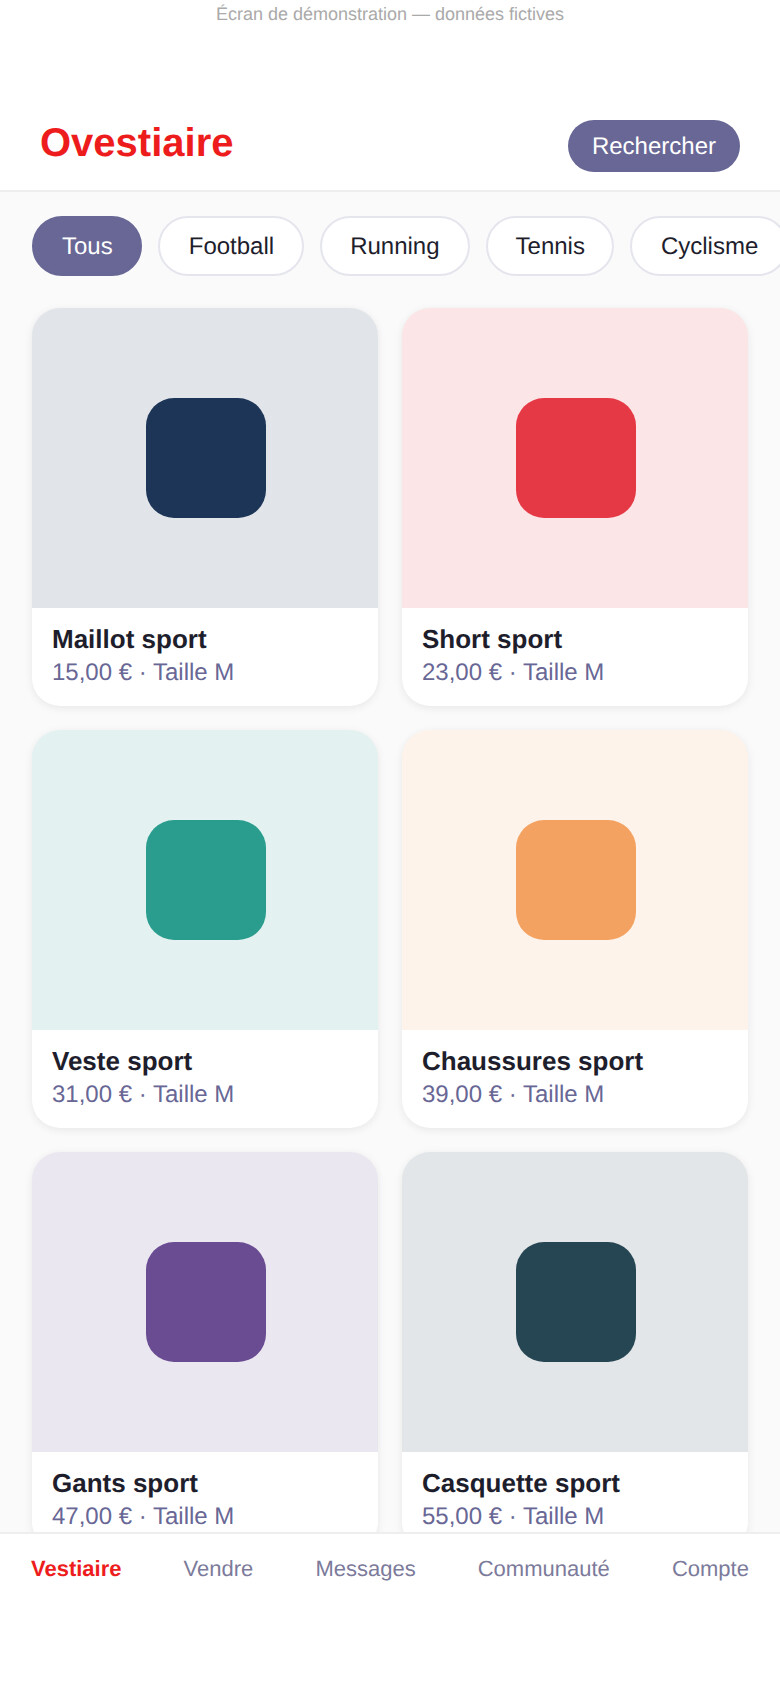 Écran de démonstration — données fictives
Ovestiaire
Rechercher
Tous
Football
Running
Tennis
Cyclisme
Maillot sport
15,00 € · Taille M
Short sport
23,00 € · Taille M
Veste sport
31,00 € · Taille M
Chaussures sport
39,00 € · Taille M
Gants sport
47,00 € · Taille M
Casquette sport
55,00 € · Taille M
Vestiaire
Vendre
Messages
Communauté
Compte